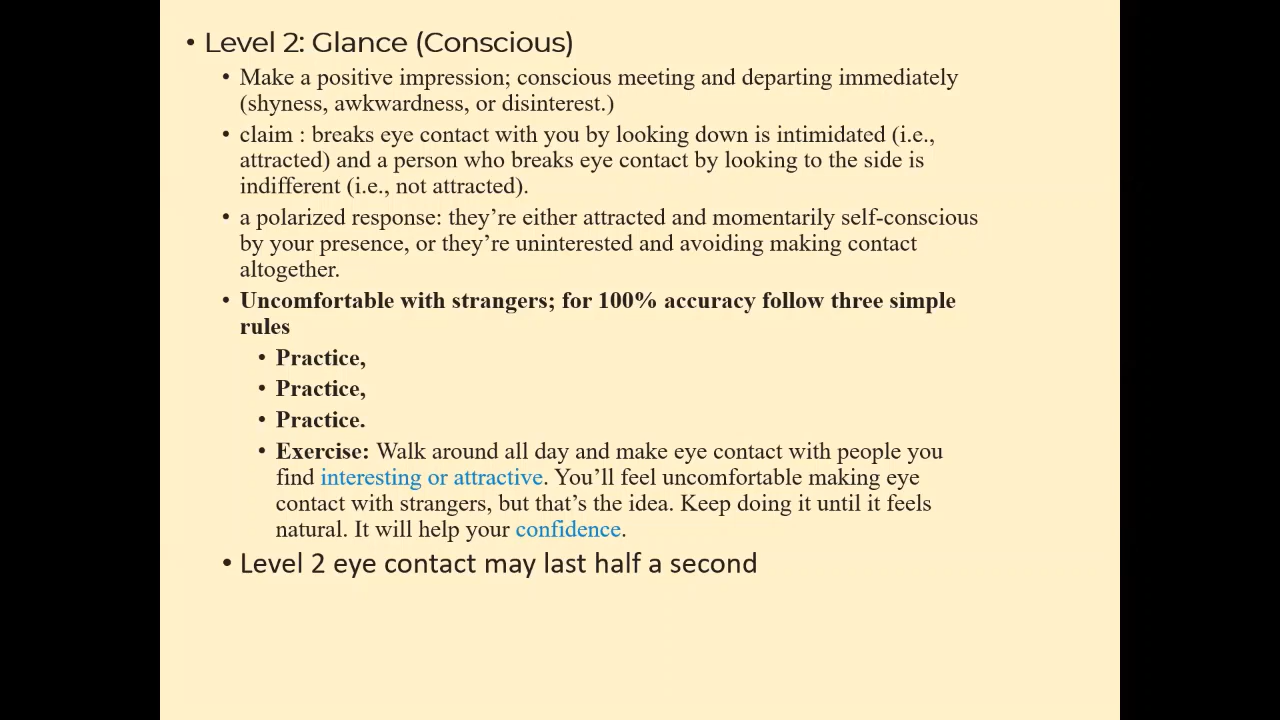 • Level 2: Glance (Conscious)
• Make a positive impression; conscious meeting and departing immediately
(shyness, awkwardness, or disinterest.)
• claim : breaks eye contact with you by looking down is intimidated (i.e.,
attracted) and a person who breaks eye contact by looking to the side is
indifferent (i.e., not attracted).
• a polarized response: they’re either attracted and momentarily self-conscious
by your presence, or they’re uninterested and avoiding making contact
altogether.
• Uncomfortable with strangers; for 100% accuracy follow three simple
rules
• Practice,
• Practice,
• Practice.
• Exercise: Walk around all day and make eye contact with people you
find interesting or attractive. You’ll feel uncomfortable making eye
contact with strangers, but that’s the idea. Keep doing it until it feels
natural. It will help your confidence.
• Level 2 eye contact may last half a second